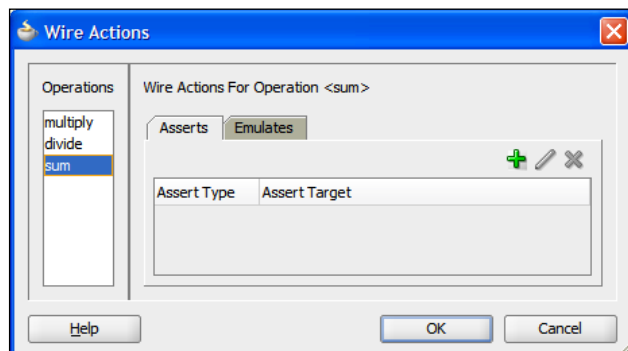 Wire Actions
Operations
multiply
divide
sum
Wire Actions For Operation <sum>
Asserts Emulates
Assert Type Assert Target
Help OK Cancel